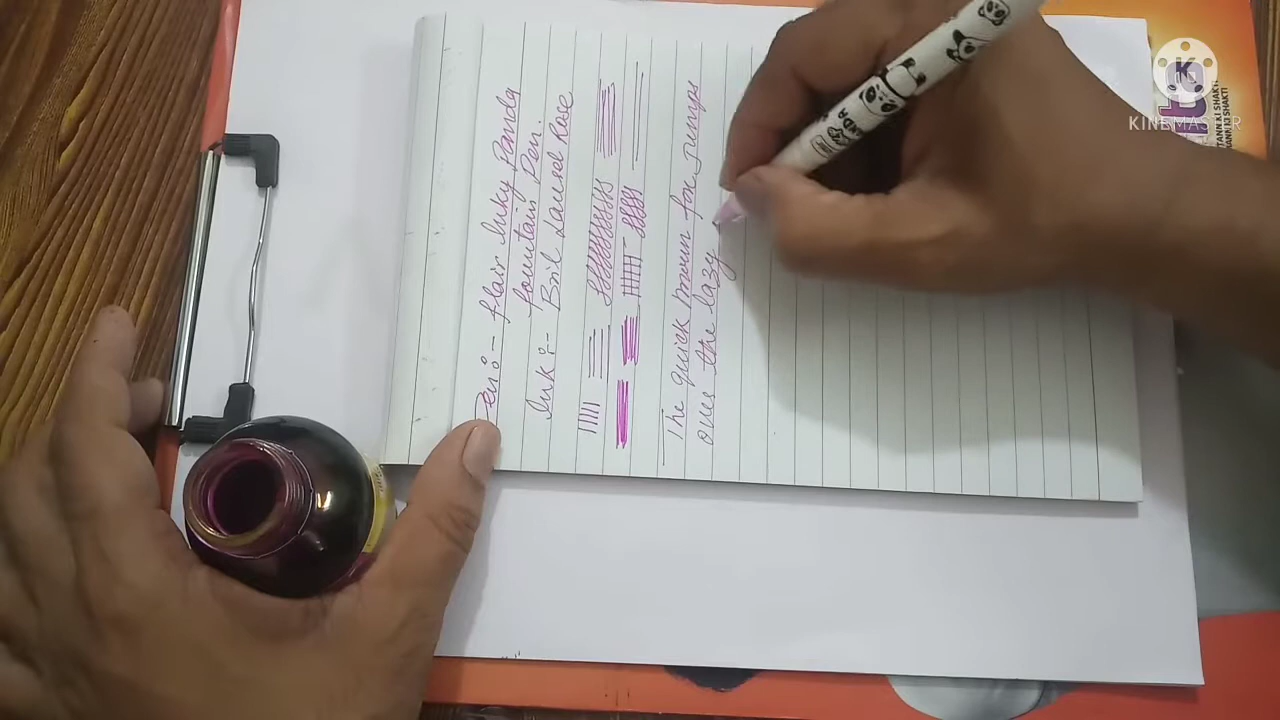 Pen :- flair Inky Panda
fountain Pen.
Ink :- Bril Laurel Rose
The quick brown fox jumps
over the lazy
PANDA
KINEMASTER